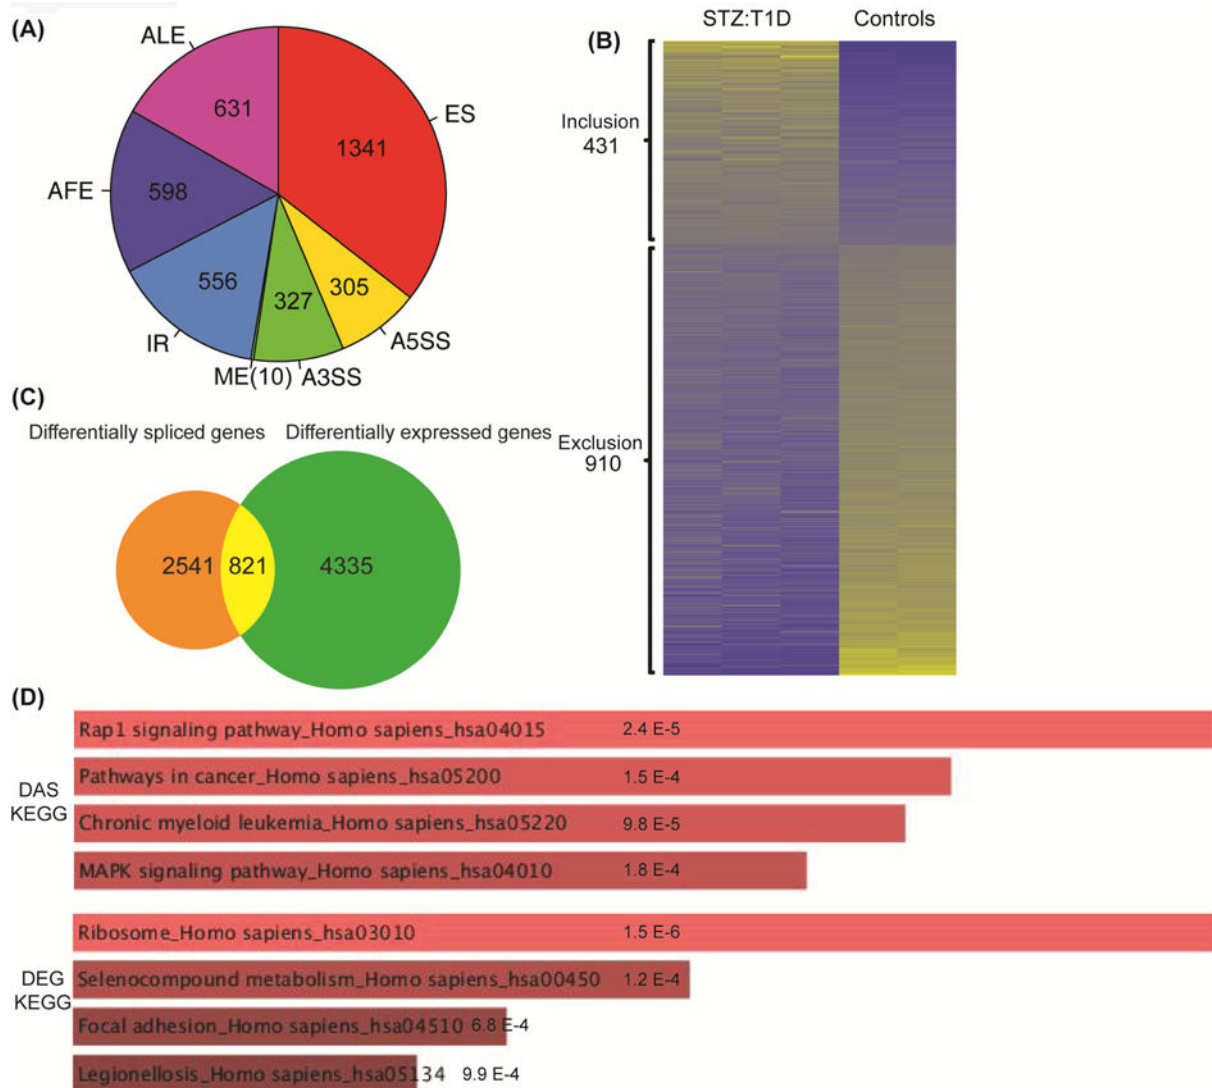 (A)
ALE
631
ES
1341
AFE
598
IR
556
ME(10)
A3SS
327
A5SS
305
(B)
STZ:T1D
Controls
Inclusion
431
Exclusion
910
(C)
Differentially spliced genes
Differentially expressed genes
2541
821
4335
(D)
DAS
KEGG
Rap1 signaling pathway_Homo sapiens_hsa04015 2.4 E-5
Pathways in cancer_Homo sapiens_hsa05200 1.5 E-4
Chronic myeloid leukemia_Homo sapiens_hsa05220 9.8 E-5
MAPK signaling pathway_Homo sapiens_hsa04010 1.8 E-4
DEG
KEGG
Ribosome_Homo sapiens_hsa03010 1.5 E-6
Selenocompound metabolism_Homo sapiens_hsa00450 1.2 E-4
Focal adhesion_Homo sapiens_hsa04510 6.8 E-4
Legionellosis_Homo sapiens_hsa05134 9.9 E-4